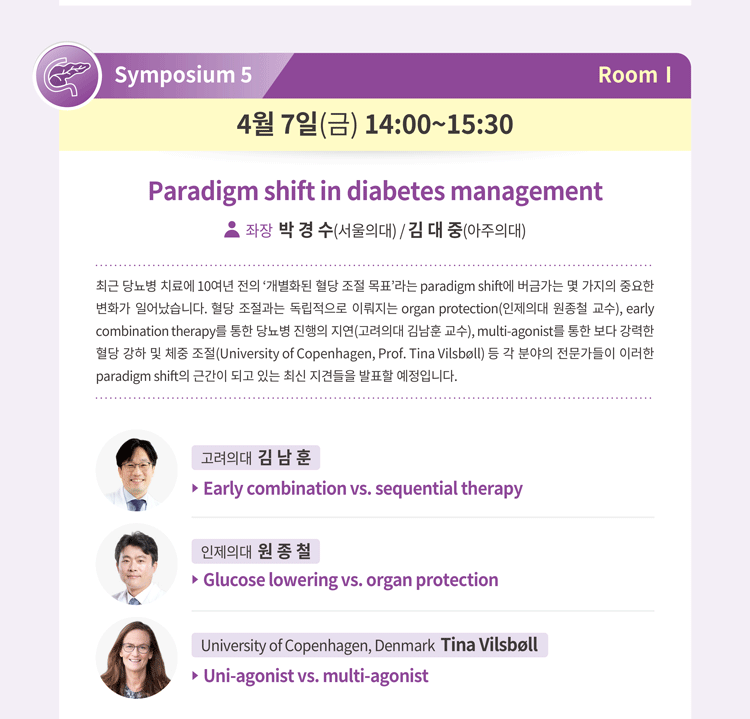 Symposium 5
Room I
4월 7일(금) 14:00~15:30
Paradigm shift in diabetes management
좌장 박 경 수(서울의대) / 김 대 중(아주의대)
최근 당뇨병 치료에 10여년 전의 ‘개별화된 혈당 조절 목표’라는 paradigm shift에 버금가는 몇 가지의 중요한
변화가 일어났습니다. 혈당 조절과는 독립적으로 이뤄지는 organ protection(인제의대 원종철 교수), early
combination therapy를 통한 당뇨병 진행의 지연(고려의대 김남훈 교수), multi-agonist를 통한 보다 강력한
혈당 강하 및 체중 조절(University of Copenhagen, Prof. Tina Vilsbøll) 등 각 분야의 전문가들이 이러한
paradigm shift의 근간이 되고 있는 최신 지견들을 발표할 예정입니다.
고려의대 김 남 훈
Early combination vs. sequential therapy
인제의대 원 종 철
Glucose lowering vs. organ protection
University of Copenhagen, Denmark Tina Vilsbøll
Uni-agonist vs. multi-agonist